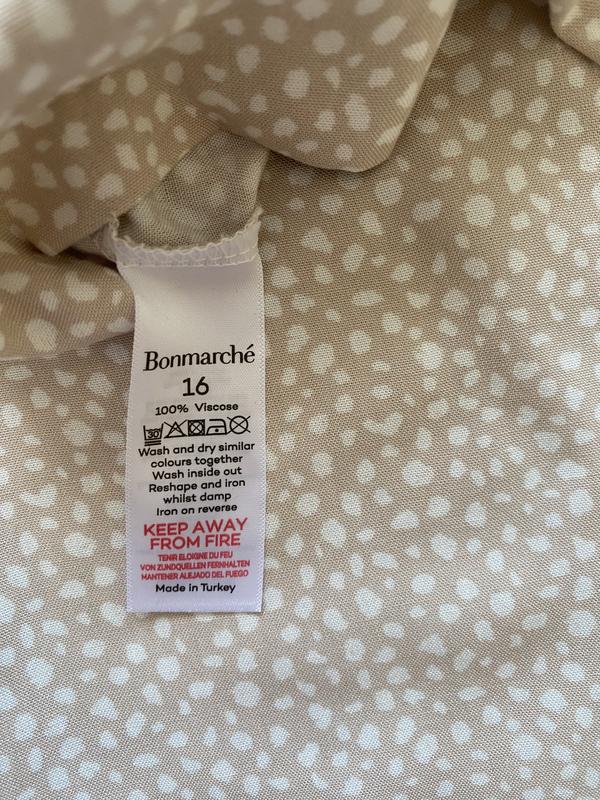 Bonmarché
16
100% Viscose
30
Wash and dry similar
colours together
Wash inside out
Reshape and iron
whilst damp
Iron on reverse
KEEP AWAY
FROM FIRE
TENIR ELOIGNE DU FEU
VON ZUNDQUELLEN FERNHALTEN
MANTENER ALEJADO DEL FUEGO
Made in Turkey